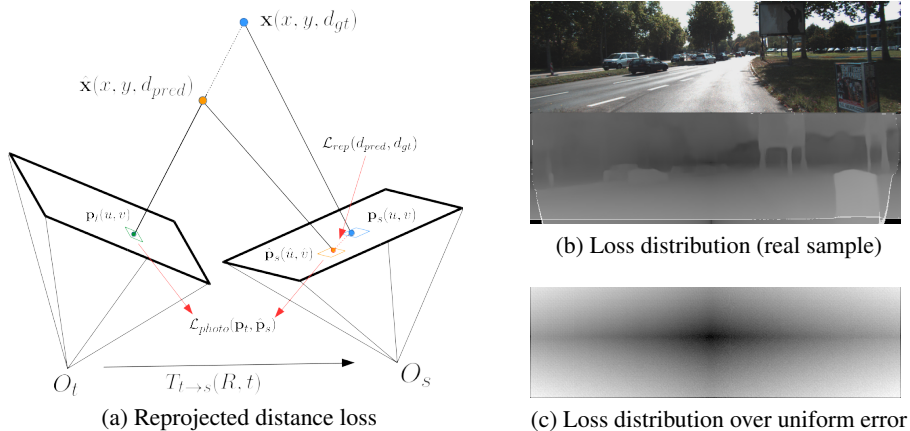 x(x, y, d_gt)
x̂(x, y, d_pred)
L_rep(d_pred, d_gt)
p_t(u, v)
p_s(u, v)
p̂_s(û, v̂)
L_photo(p_t, p̂_s)
O_t
T_{t→s}(R, t)
O_s
(a) Reprojected distance loss
(b) Loss distribution (real sample)
(c) Loss distribution over uniform error